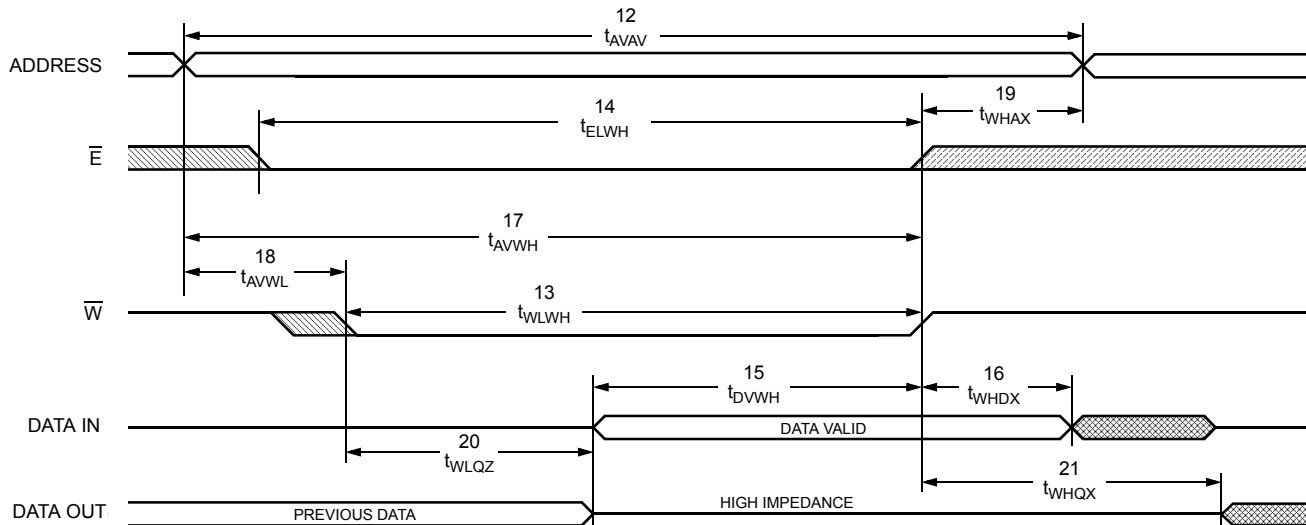 12
tAVAV
ADDRESS
14
tELWH
19
tWHAX
E
17
tAVWH
18
tAVWL
W
13
tWLWH
15
tDVWH
16
tWHDX
DATA IN
DATA VALID
20
tWLQZ
21
tWHQX
DATA OUT
PREVIOUS DATA
HIGH IMPEDANCE